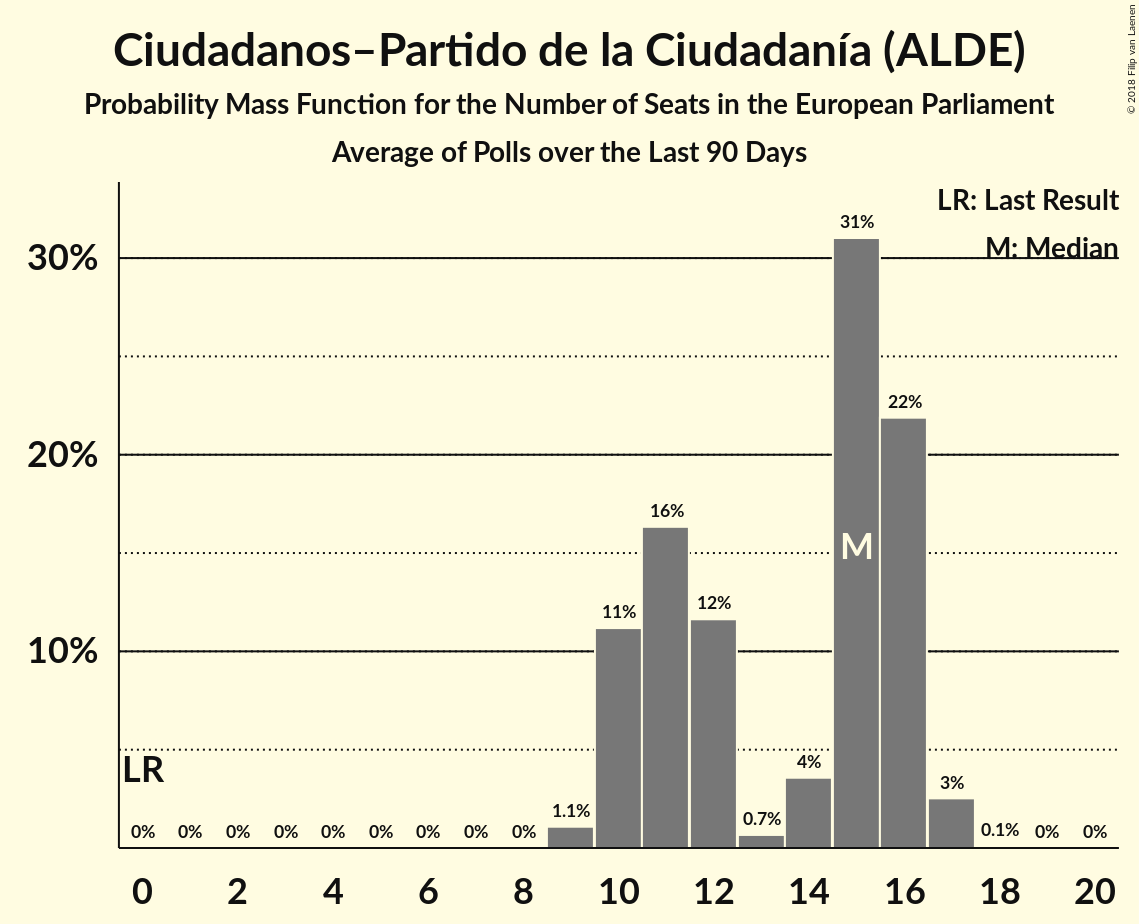 Ciudadanos–Partido de la Ciudadanía (ALDE)
Probability Mass Function for the Number of Seats in the European Parliament
Average of Polls over the Last 90 Days
© 2018 Filip van Laenen
LR: Last Result
M: Median
30%
20%
10%
31%
22%
16%
12%
11%
M
LR
4%
3%
1.1%
0.7%
0.1%
0% 0% 0% 0% 0% 0% 0% 0% 0% 0% 0%
0 2 4 6 8 10 12 14 16 18 20